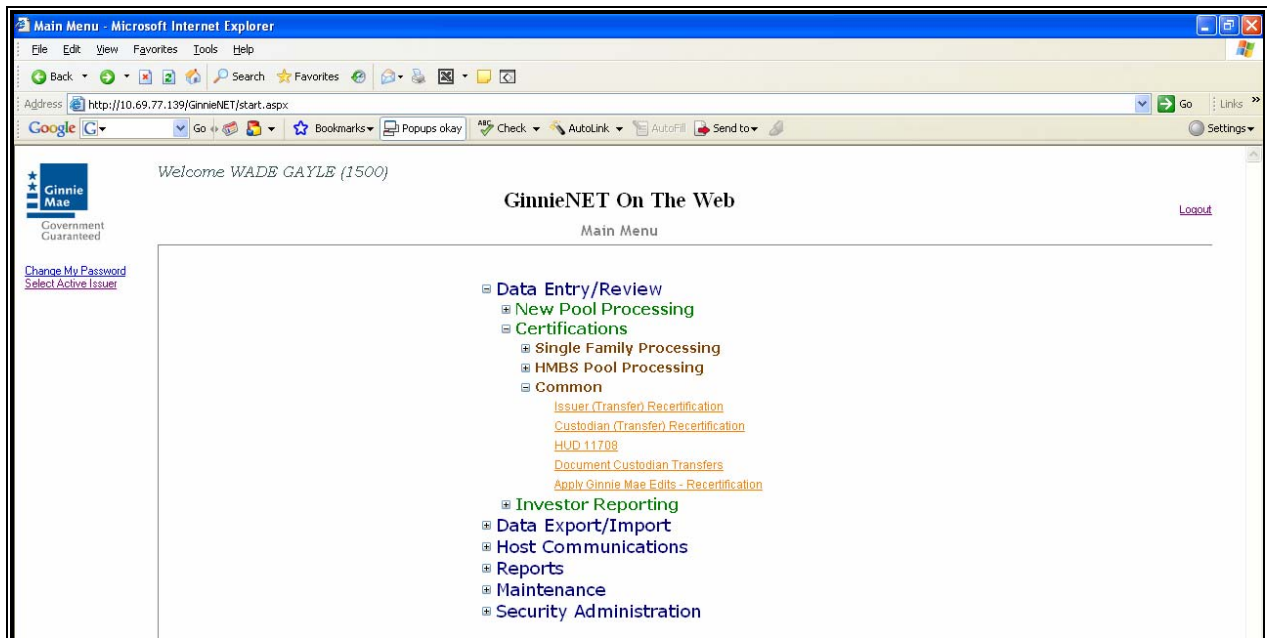 Main Menu - Microsoft Internet Explorer
File Edit View Favorites Tools Help
Back Search Favorites
Address http://10.69.77.139/GinnieNET/start.aspx Go Links »
Google G Go Bookmarks Popups okay ABC Check AutoLink AutoFill Send to Settings
Welcome WADE GAYLE (1500)
Ginnie
Mae
Government
Guaranteed
GinnieNET On The Web
Logout
Main Menu
Change My Password
Select Active Issuer
Data Entry/Review
New Pool Processing
Certifications
Single Family Processing
HMBS Pool Processing
Common
Issuer (Transfer) Recertification
Custodian (Transfer) Recertification
HUD 11708
Document Custodian Transfers
Apply Ginnie Mae Edits - Recertification
Investor Reporting
Data Export/Import
Host Communications
Reports
Maintenance
Security Administration